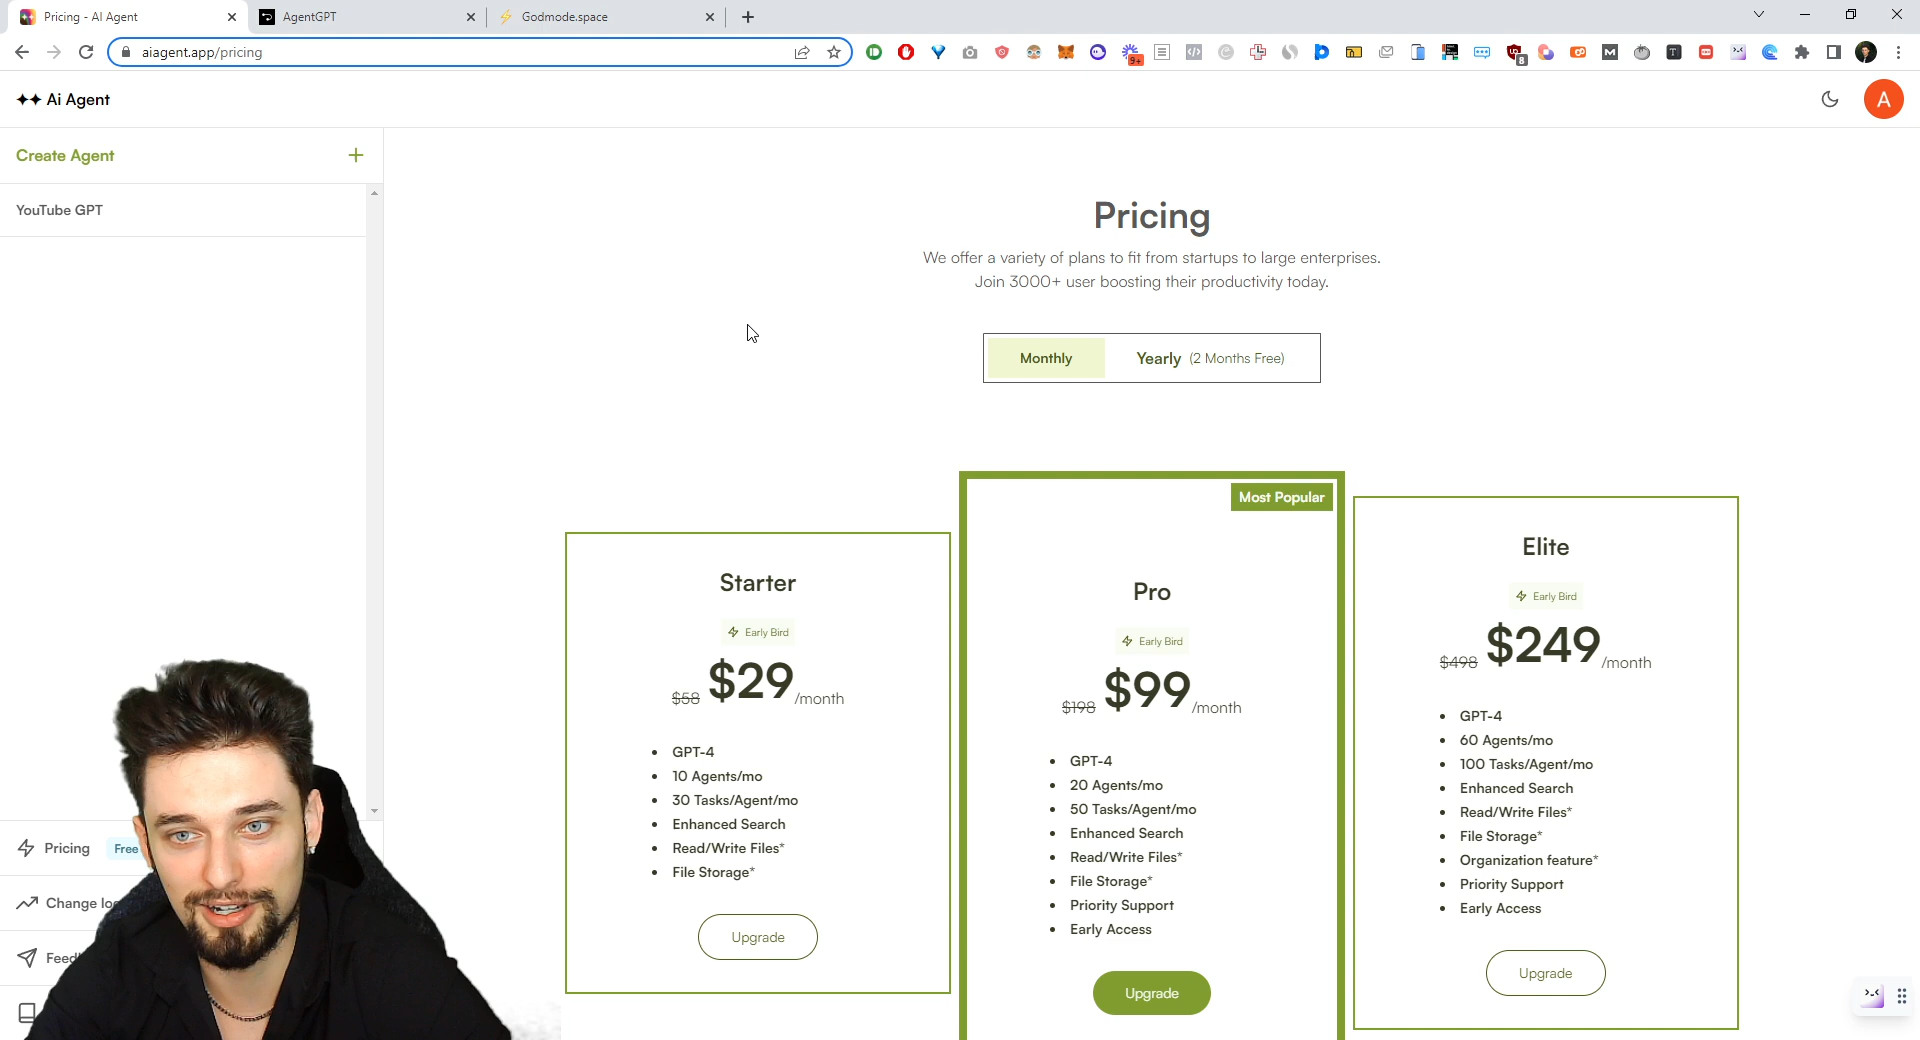 Pricing - AI Agent
AgentGPT
Godmode.space
aiagent.app/pricing
9+
8
Ai Agent
A
Create Agent
YouTube GPT
Pricing
We offer a variety of plans to fit from startups to large enterprises.
Join 3000+ user boosting their productivity today.
Monthly
Yearly (2 Months Free)
Starter
Early Bird
$58 $29 /month
GPT-4
10 Agents/mo
30 Tasks/Agent/mo
Enhanced Search
Read/Write Files*
File Storage*
Upgrade
Most Popular
Pro
Early Bird
$198 $99 /month
GPT-4
20 Agents/mo
50 Tasks/Agent/mo
Enhanced Search
Read/Write Files*
File Storage*
Priority Support
Early Access
Upgrade
Elite
Early Bird
$498 $249 /month
GPT-4
60 Agents/mo
100 Tasks/Agent/mo
Enhanced Search
Read/Write Files*
File Storage*
Organization feature*
Priority Support
Early Access
Upgrade
Pricing
Free
Change